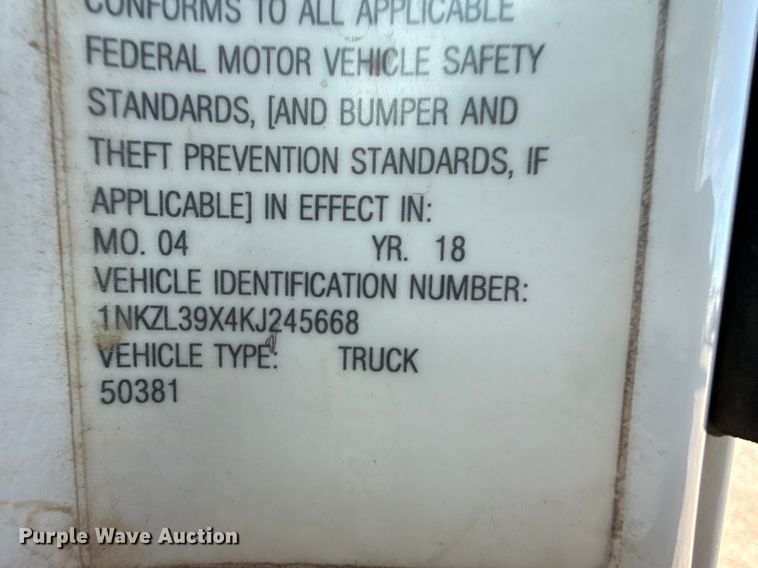 CONFORMS TO ALL APPLICABLE
FEDERAL MOTOR VEHICLE SAFETY
STANDARDS, [AND BUMPER AND
THEFT PREVENTION STANDARDS, IF
APPLICABLE] IN EFFECT IN:
MO. 04 YR. 18
VEHICLE IDENTIFICATION NUMBER:
1NKZL39X4KJ245668
VEHICLE TYPE: TRUCK
50381
Purple Wave Auction